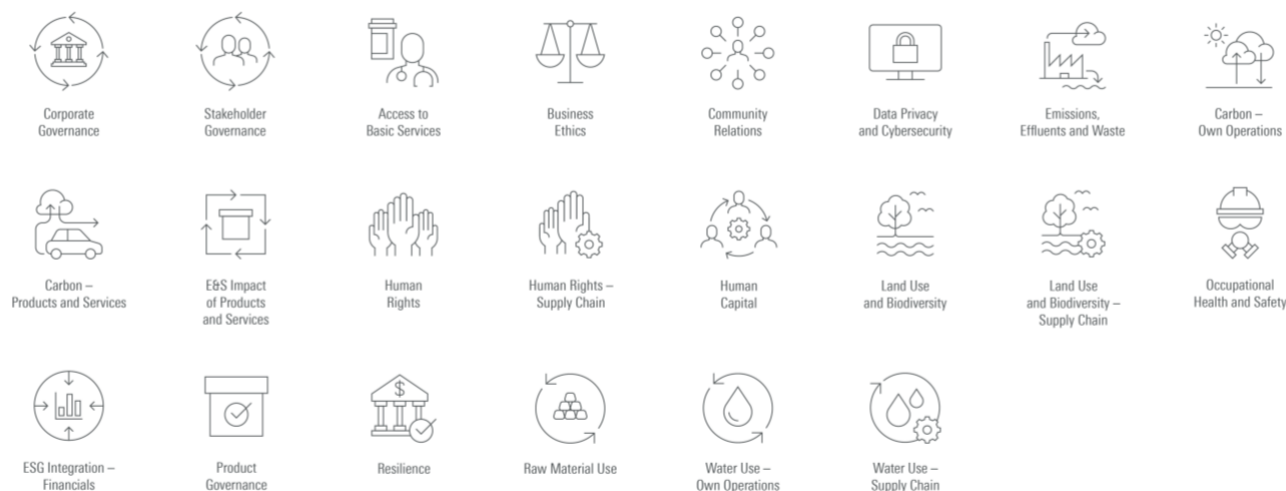 Corporate
Governance
Stakeholder
Governance
Access to
Basic Services
Business
Ethics
Community
Relations
Data Privacy
and Cybersecurity
Emissions,
Effluents and Waste
Carbon –
Own Operations
Carbon –
Products and Services
E&S Impact
of Products
and Services
Human
Rights
Human Rights –
Supply Chain
Human
Capital
Land Use
and Biodiversity
Land Use
and Biodiversity –
Supply Chain
Occupational
Health and Safety
$
ESG Integration –
Financials
Product
Governance
Resilience
Raw Material Use
Water Use –
Own Operations
Water Use –
Supply Chain